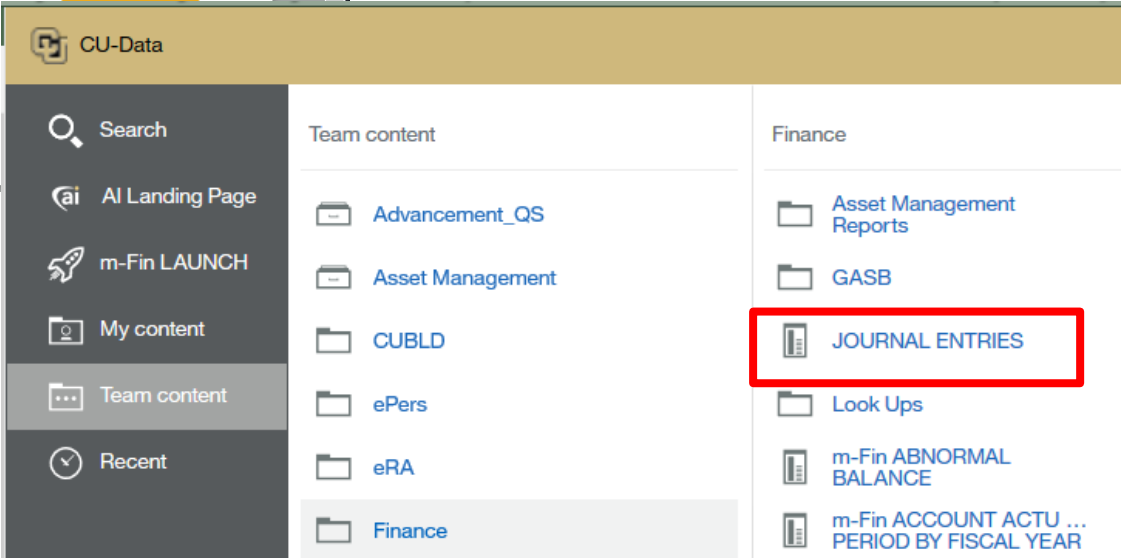 CU-Data
Search
AI Landing Page
m-Fin LAUNCH
My content
Team content
Recent
Team content
Advancement_QS
Asset Management
CUBLD
ePers
eRA
Finance
Finance
Asset Management
Reports
GASB
JOURNAL ENTRIES
Look Ups
m-Fin ABNORMAL
BALANCE
m-Fin ACCOUNT ACTU ...
PERIOD BY FISCAL YEAR